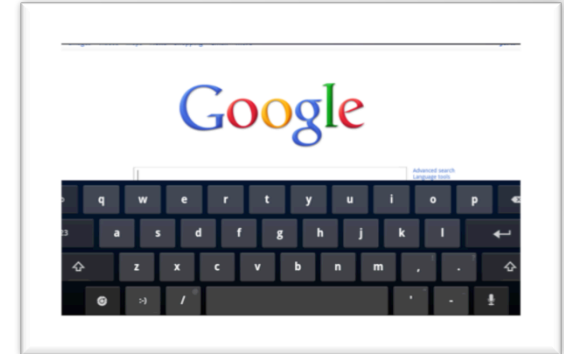 Google
Advanced search
Language tools
q w e r t y u i o p
a s d f g h j k l
z x c v b n m , .
:-) / ' -